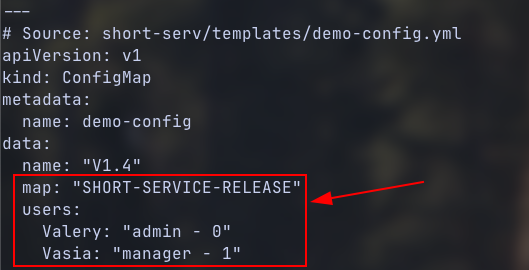 ---
# Source: short-serv/templates/demo-config.yml
apiVersion: v1
kind: ConfigMap
metadata:
  name: demo-config
data:
  name: "V1.4"
  map: "SHORT-SERVICE-RELEASE"
  users:
    Valery: "admin - 0"
    Vasia: "manager - 1"